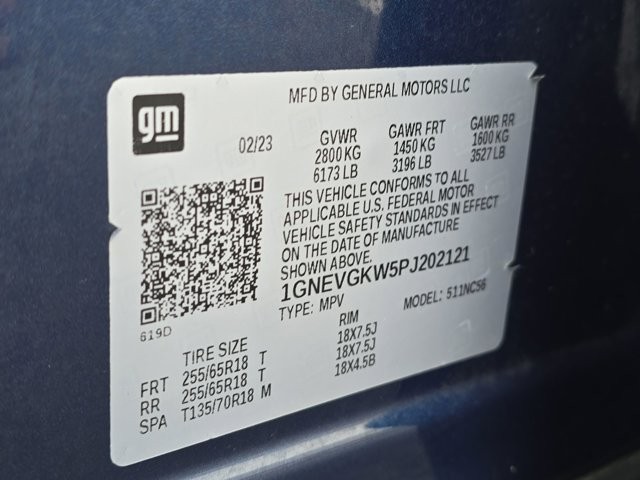 gm
MFD BY GENERAL MOTORS LLC
02/23
GVWR GAWR FRT GAWR RR
2800 KG 1450 KG 1600 KG
6173 LB 3196 LB 3527 LB
THIS VEHICLE CONFORMS TO ALL
APPLICABLE U.S. FEDERAL MOTOR
VEHICLE SAFETY STANDARDS IN EFFECT
ON THE DATE OF MANUFACTURE
SHOWN ABOVE.
1GNEVGKW5PJ202121
TYPE: MPV MODEL: 511NC56
619D
TIRE SIZE RIM
FRT 255/65R18 T 18X7.5J
RR 255/65R18 T 18X7.5J
SPA T135/70R18 M 18X4.5B